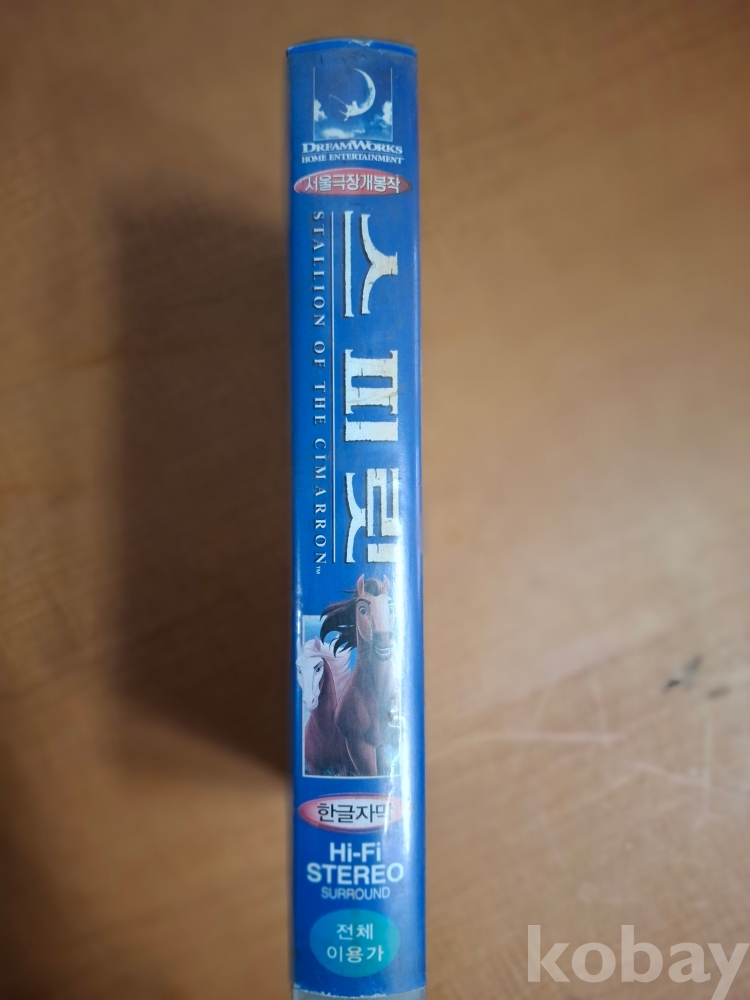 DREAMWORKS
HOME ENTERTAINMENT
서울극장개봉작
스피릿
STALLION OF THE CIMARRON™
한글자막
Hi-Fi
STEREO
SURROUND
전체
이용가
kobay